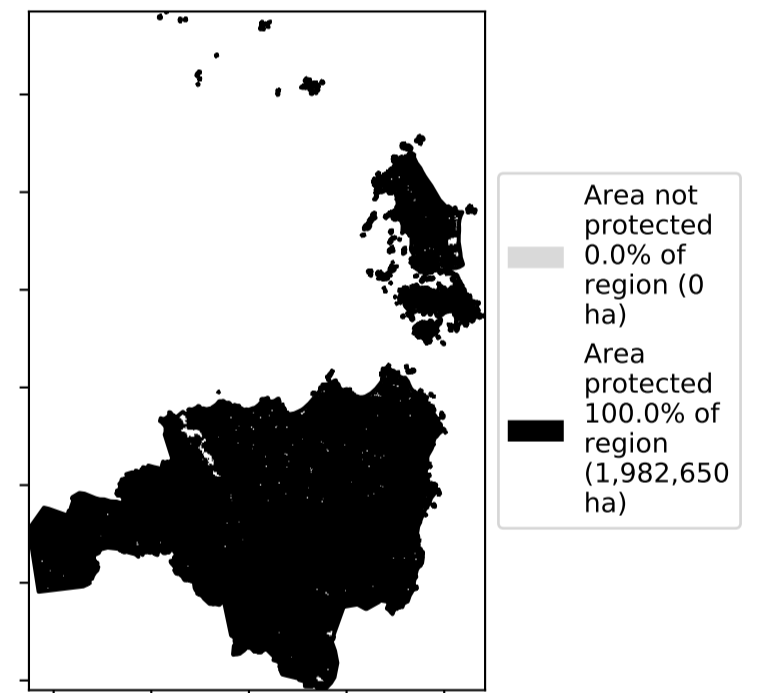 Area not
protected
0.0% of
region (0
ha)
Area
protected
100.0% of
region
(1,982,650
ha)